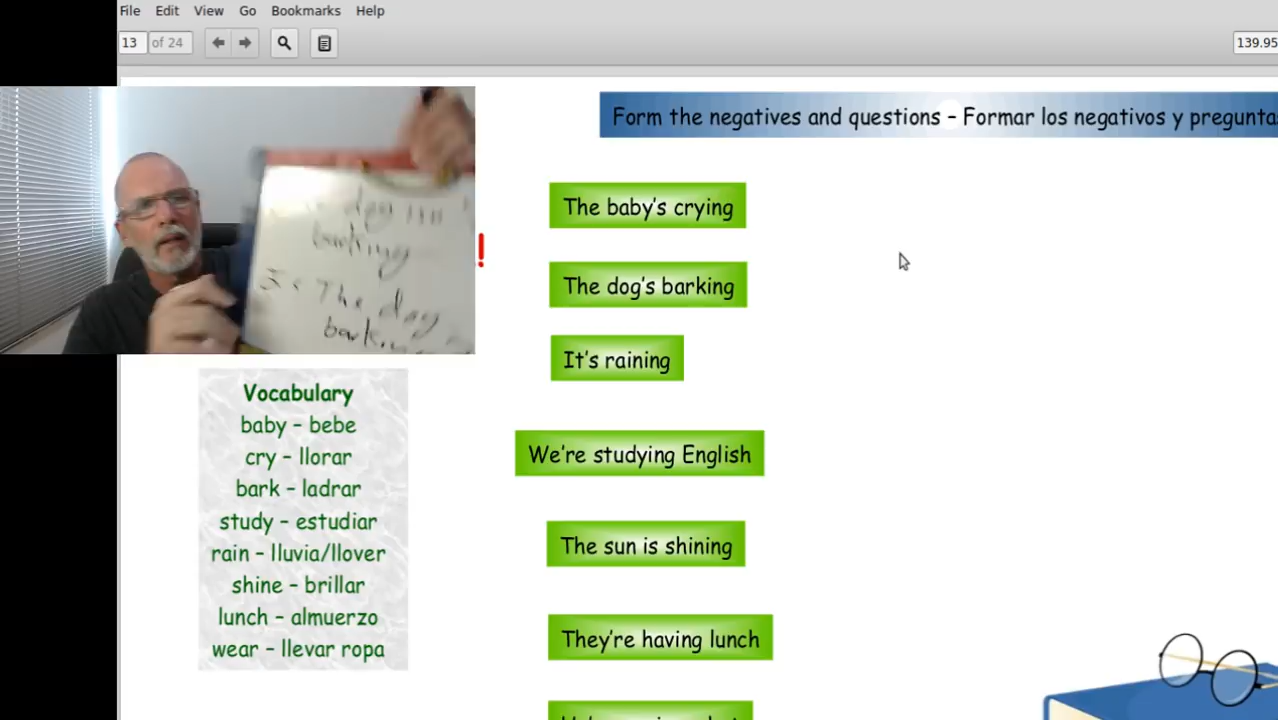 File Edit View Go Bookmarks Help
13 of 24
139.95
Form the negatives and questions – Formar los negativos y pregunta
The baby's crying
dog
barking
!
The dog's barking
Is The dog
barking
It's raining
Vocabulary
baby – bebe
cry – llorar
bark – ladrar
study – estudiar
rain – lluvia/llover
shine – brillar
lunch – almuerzo
wear – llevar ropa
We're studying English
The sun is shining
They're having lunch